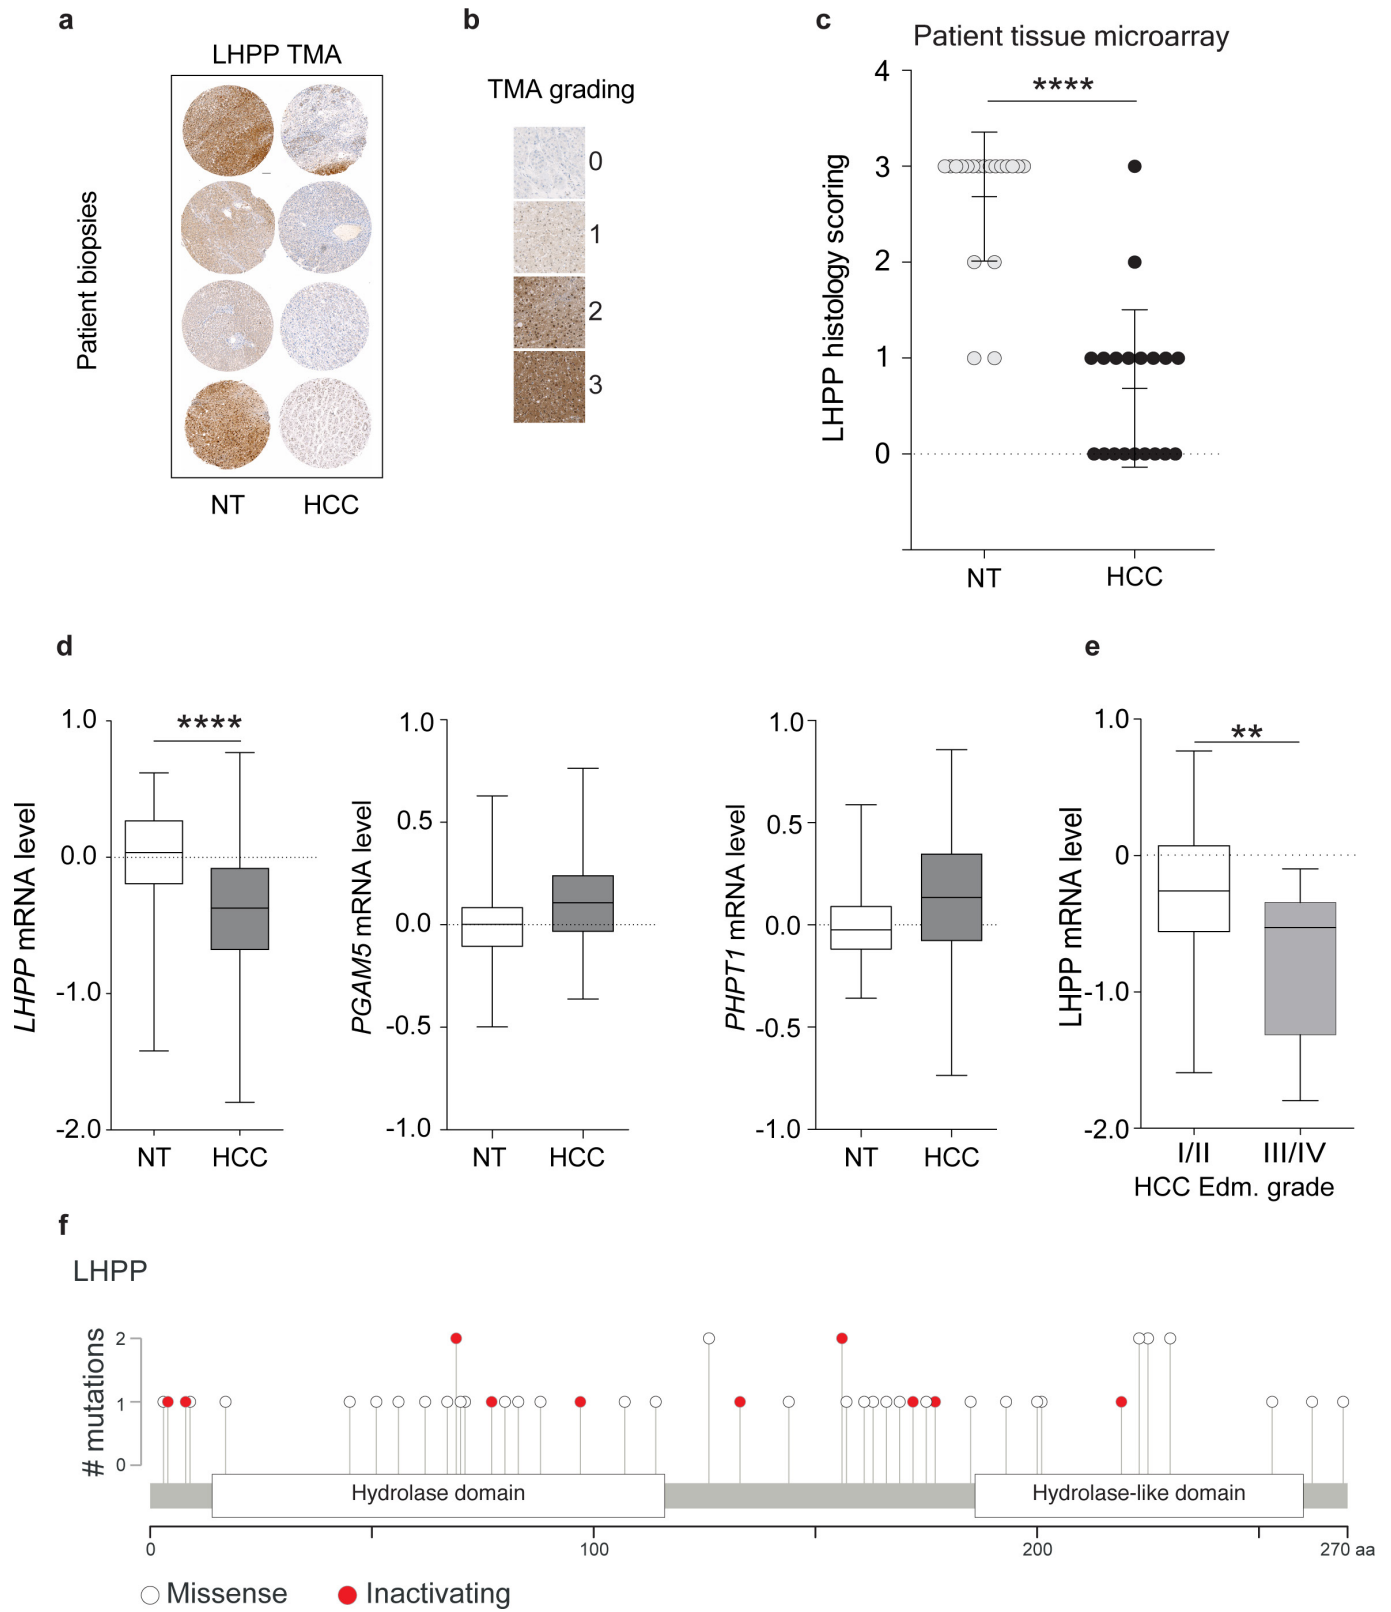 a
LHPP TMA
Patient biopsies
NT HCC
b
TMA grading
0
1
2
3
c
Patient tissue microarray
LHPP histology scoring
4
3
2
1
0
****
NT HCC
d
LHPP mRNA level
1.0
0.0
-1.0
-2.0
****
NT HCC
PGAM5 mRNA level
1.0
0.5
0.0
-0.5
-1.0
NT HCC
PHPT1 mRNA level
1.0
0.5
0.0
-0.5
-1.0
NT HCC
e
LHPP mRNA level
1.0
0
-1.0
-2.0
**
I/II III/IV
HCC Edm. grade
f
LHPP
# mutations
2
1
0
Hydrolase domain Hydrolase-like domain
0 100 200 270 aa
Missense Inactivating